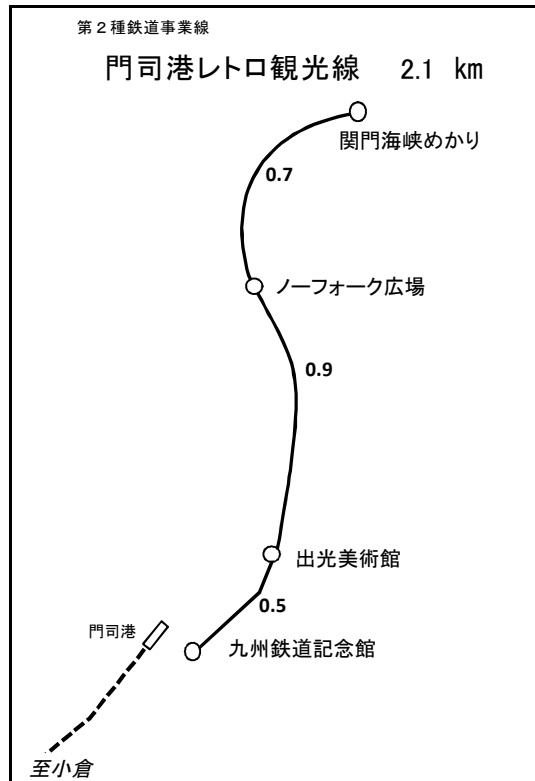 第２種鉄道事業線
門司港レトロ観光線 2.1 km
関門海峡めかり
0.7
ノーフォーク広場
0.9
出光美術館
0.5
門司港
九州鉄道記念館
至小倉